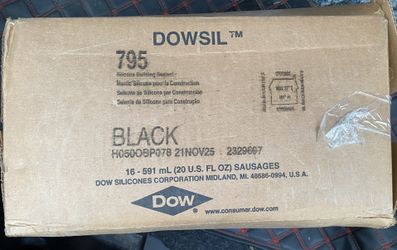 DOWSIL™
795
Silicone Building Sealant
Mastic Silicone pour la Construction
Sellante de Silicona para Construcción
Selante de Silicone para Construção
BLACK
H050OBP078 21NOV25 2329697
16 - 591 mL (20 U.S. FL OZ) SAUSAGES
DOW SILICONES CORPORATION MIDLAND, MI. 48686-0994, U.S.A.
Dow
www.consumer.dow.com